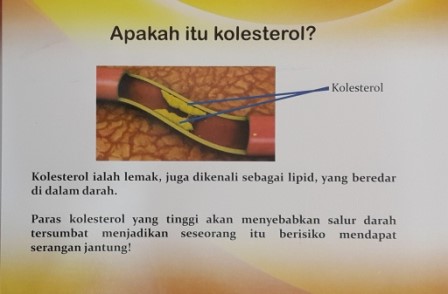 Apakah itu kolesterol?
Kolesterol
Kolesterol ialah lemak, juga dikenali sebagai lipid, yang beredar
di dalam darah.
Paras kolesterol yang tinggi akan menyebabkan salur darah
tersumbat menjadikan seseorang itu berisiko mendapat
serangan jantung!